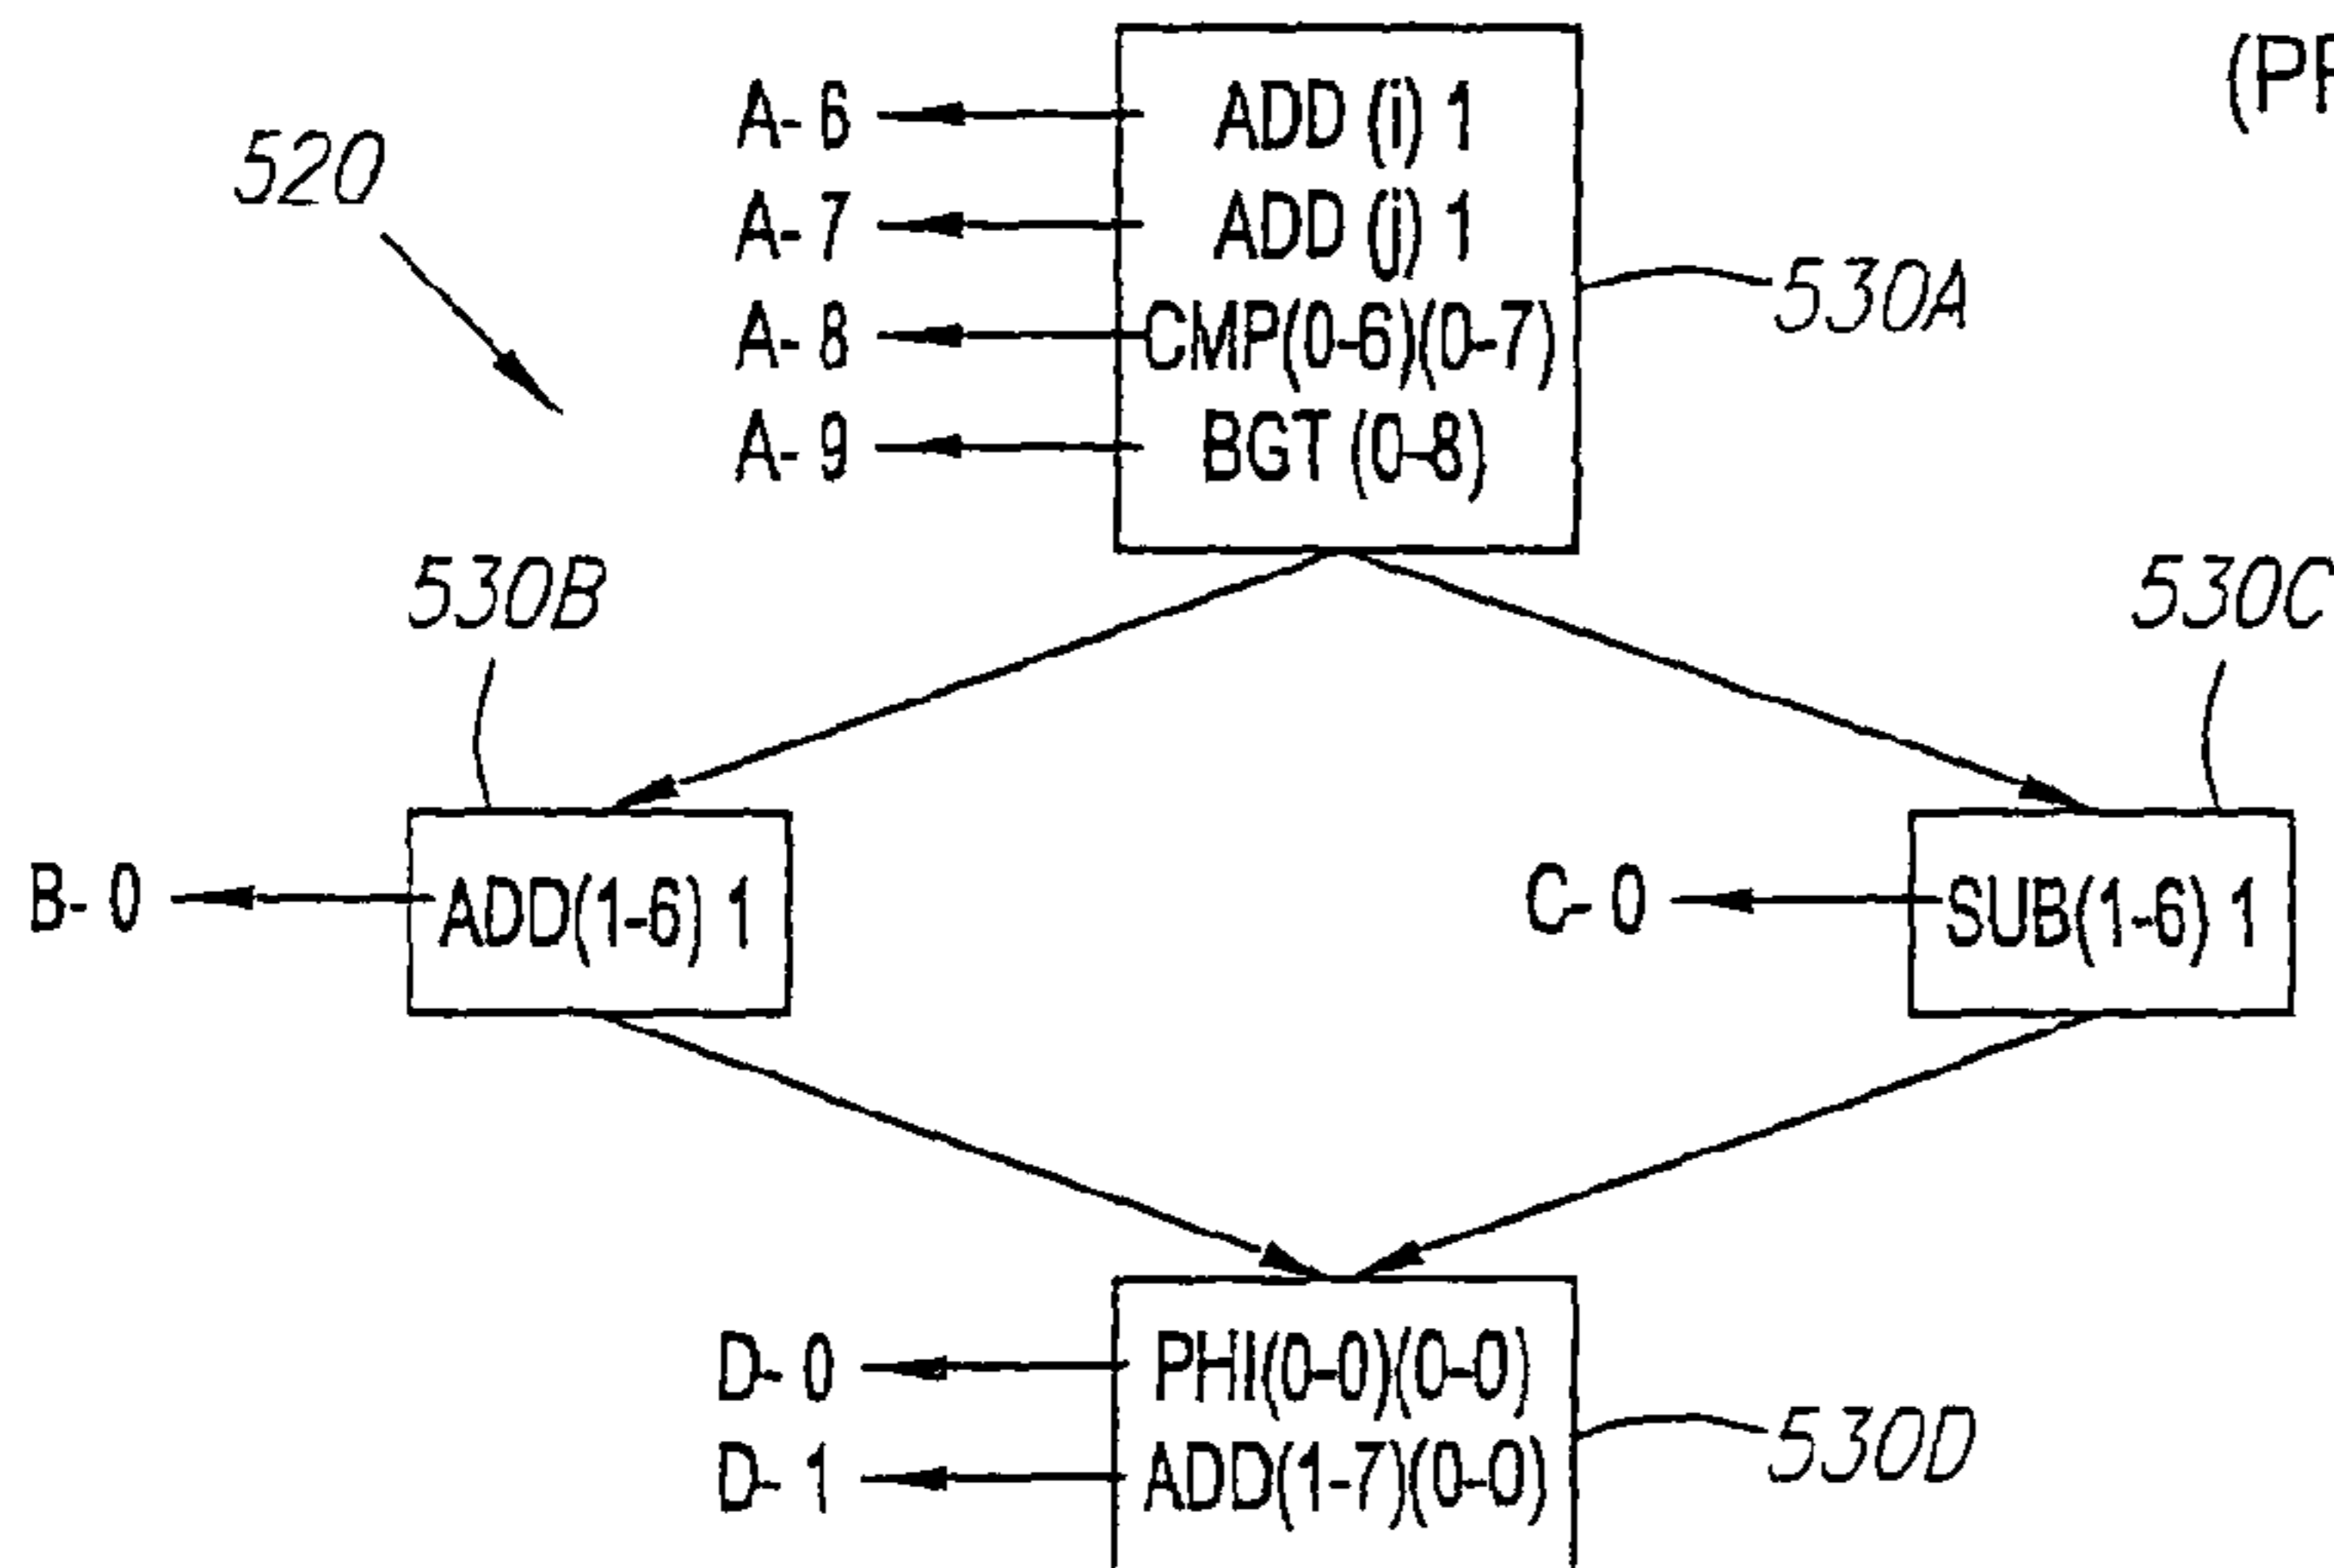 (PR
520
A- 6 ADD (i) 1
A- 7 ADD (j) 1
A- 8 CMP(0-6)(0-7)
A- 9 BGT (0-8)
530A
530B
530C
B- 0 ADD(1-6) 1
C- 0 SUB(1-6) 1
D- 0 PHI(0-0)(0-0)
D- 1 ADD(1-7)(0-0)
530D